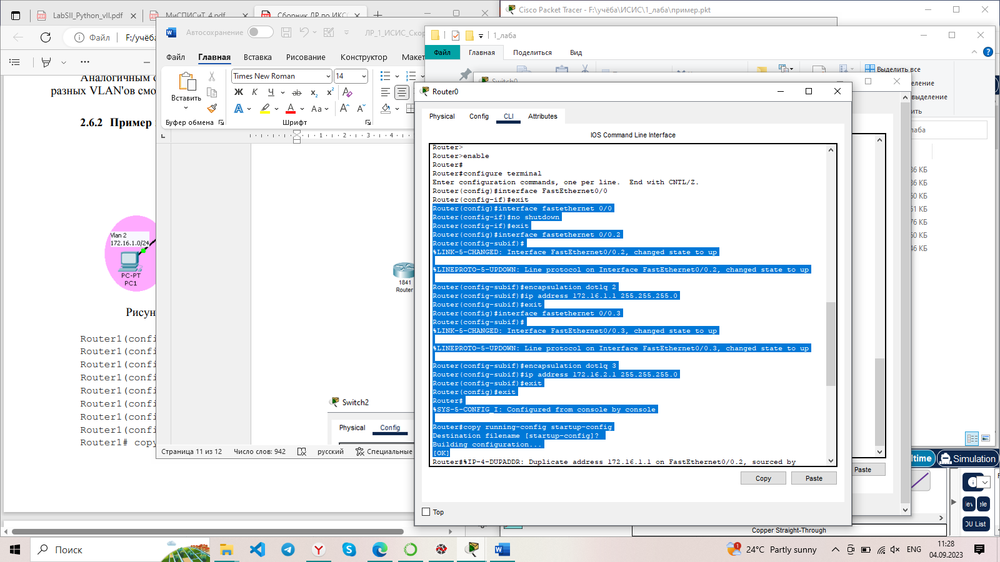 LabSII_Python_vII.pdf
МиСПИСиТ_4.pdf
Сборник ЛР по ИКС(
Cisco Packet Tracer - F:\учёба\ИСИС\1_лаба\пример.pkt
Файл
F:/учёба
Автосохранение
ЛР_1_ИСИС_Скор
1_лаба
Файл
Главная
Вставка
Рисование
Конструктор
Макет
Файл
Главная
Поделиться
Вид
Times New Roman
14
Вставить
Буфер обмена
Шрифт
Выделить все
выделение
Аналогичным о
разных VLAN'ов смо
2.6.2 Пример
Vlan 2
172.16.1.0/24
PC-PT
PC1
Рисун
Router1(confi
Router1(confi
Router1(confi
Router1(confi
Router1(confi
Router1(confi
Router1(confi
Router1(confi
Router1# copy
1841
Router
Switch2
Physical
Config
Страница 11 из 12
Число слов: 942
русский
Специальные
Switch0
Router0
Physical
Config
CLI
Attributes
IOS Command Line Interface
Router>
Router>enable
Router#
Router#configure terminal
Enter configuration commands, one per line.  End with CNTL/Z.
Router(config)#interface FastEthernet0/0
Router(config-if)#exit
Router(config)#interface fastethernet 0/0
Router(config-if)#no shutdown
Router(config-if)#exit
Router(config)#interface fastethernet 0/0.2
Router(config-subif)#
%LINK-5-CHANGED: Interface FastEthernet0/0.2, changed state to up
%LINEPROTO-5-UPDOWN: Line protocol on Interface FastEthernet0/0.2, changed state to up
Router(config-subif)#encapsulation dot1q 2
Router(config-subif)#ip address 172.16.1.1 255.255.255.0
Router(config-subif)#exit
Router(config)#interface fastethernet 0/0.3
Router(config-subif)#
%LINK-5-CHANGED: Interface FastEthernet0/0.3, changed state to up
%LINEPROTO-5-UPDOWN: Line protocol on Interface FastEthernet0/0.3, changed state to up
Router(config-subif)#encapsulation dot1q 3
Router(config-subif)#ip address 172.16.2.1 255.255.255.0
Router(config-subif)#exit
Router(config)#exit
Router#
%SYS-5-CONFIG_I: Configured from console by console
Router#copy running-config startup-config
Destination filename [startup-config]?
Building configuration...
[OK]
Router#%IP-4-DUPADDR: Duplicate address 172.16.1.1 on FastEthernet0/0.2, sourced by
Copy
Paste
Top
лаба
36 КБ
36 КБ
50 КБ
51 КБ
76 КБ
50 КБ
46 КБ
Paste
ltime
Simulation
Copper Straight-Through
Поиск
24°C Partly sunny
ENG
11:28
04.09.2023